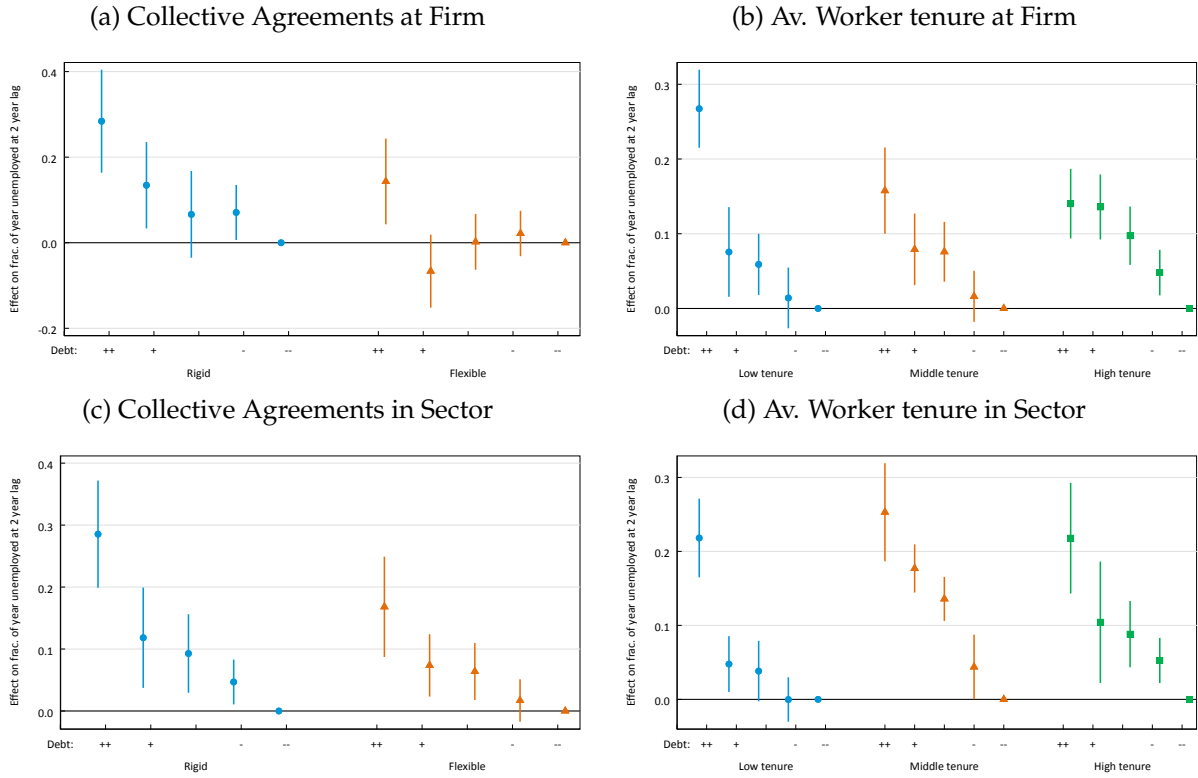 (a) Collective Agreements at Firm
Effect on frac. of year unemployed at 2 year lag
0.4
0.2
0.0
-0.2
Debt: ++ + - -- ++ + - --
Rigid Flexible
(b) Av. Worker tenure at Firm
Effect on frac. of year unemployed at 2 year lag
0.3
0.2
0.1
0.0
Debt: ++ + - -- ++ + - -- ++ + - --
Low tenure Middle tenure High tenure
(c) Collective Agreements in Sector
Effect on frac. of year unemployed at 2 year lag
0.4
0.3
0.2
0.1
0.0
Debt: ++ + - -- ++ + - --
Rigid Flexible
(d) Av. Worker tenure in Sector
Effect on frac. of year unemployed at 2 year lag
0.3
0.2
0.1
0.0
Debt: ++ + - -- ++ + - -- ++ + - --
Low tenure Middle tenure High tenure